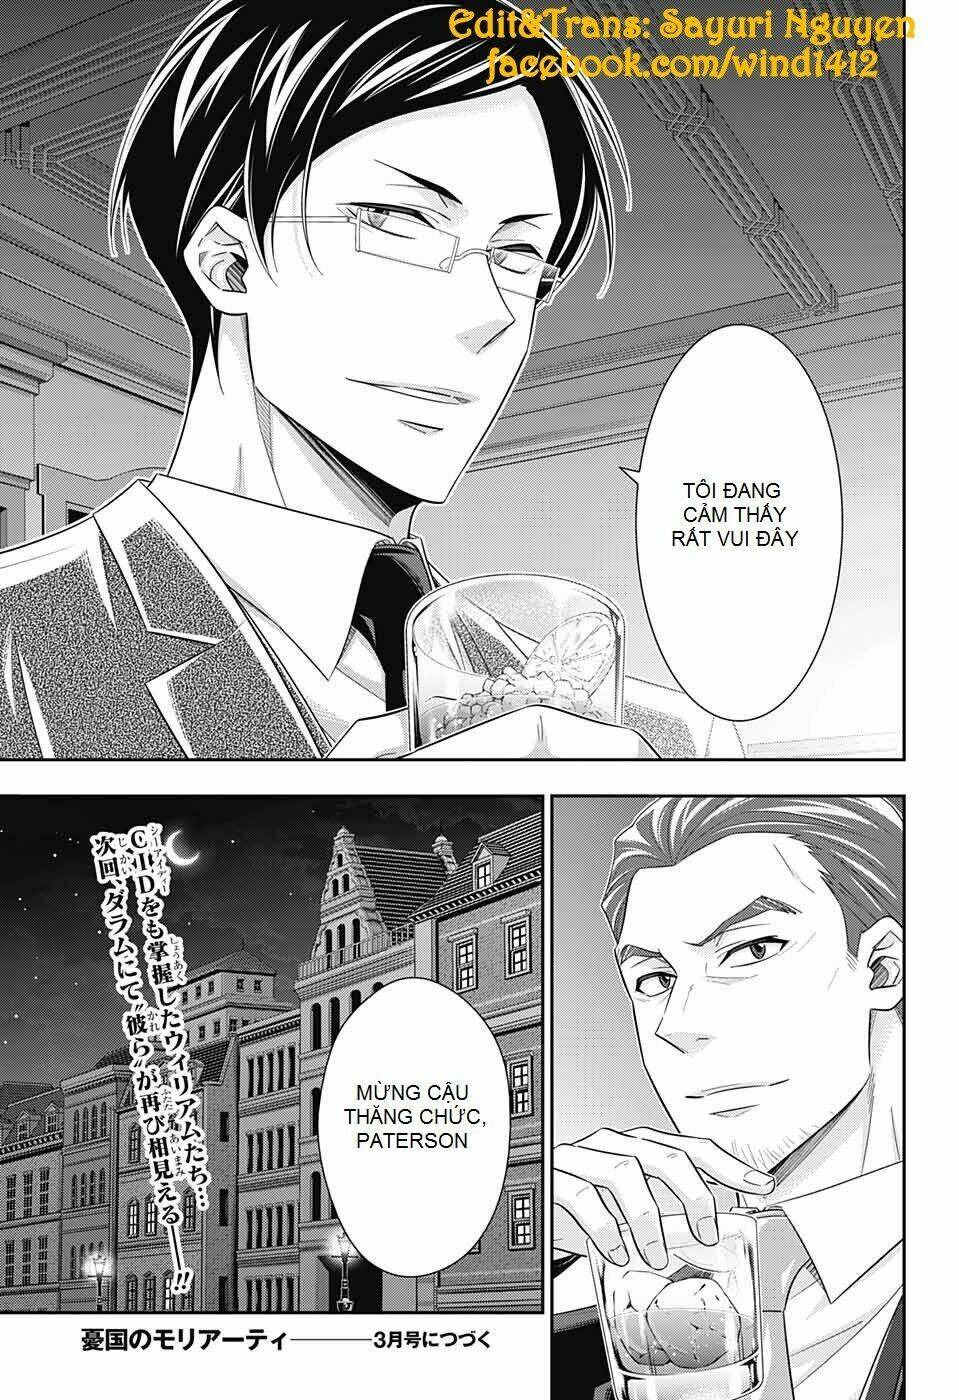 Edit&Trans: Sayuri Nguyen
facebook.com/wind1412
TÔI ĐANG
CẢM THẤY
RẤT VUI ĐÂY
CIDをも掌握したウィリアムたち…
次回、ダラムにて“彼ら”が再び相見える——!!
MỪNG CẬU
THĂNG CHỨC,
PATERSON
憂国のモリアーティ————3月号につづく